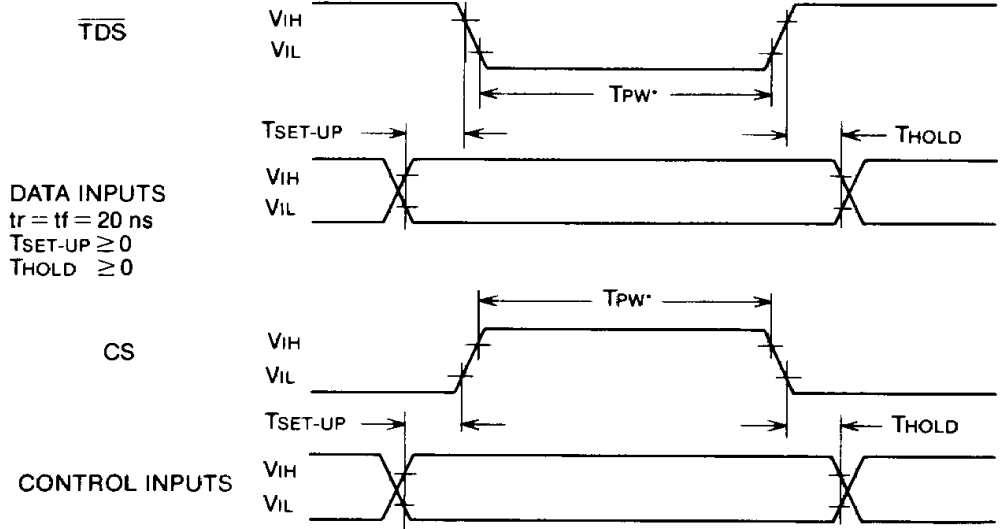 TDS
VIH
VIL
TPW*
TSET-UP
THOLD
DATA INPUTS
tr = tf = 20 ns
TSET-UP ≥ 0
THOLD ≥ 0
VIH
VIL
TPW*
CS
VIH
VIL
TSET-UP
THOLD
CONTROL INPUTS
VIH
VIL